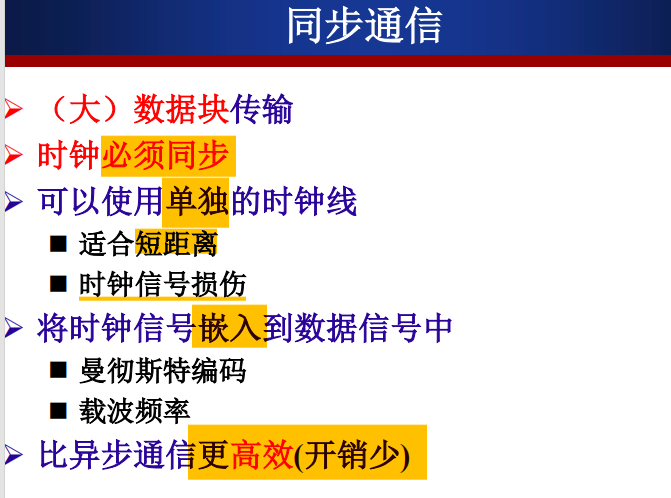 同步通信
（大）数据块传输
时钟必须同步
可以使用单独的时钟线
适合短距离
时钟信号损伤
将时钟信号嵌入到数据信号中
曼彻斯特编码
载波频率
比异步通信更高效(开销少)